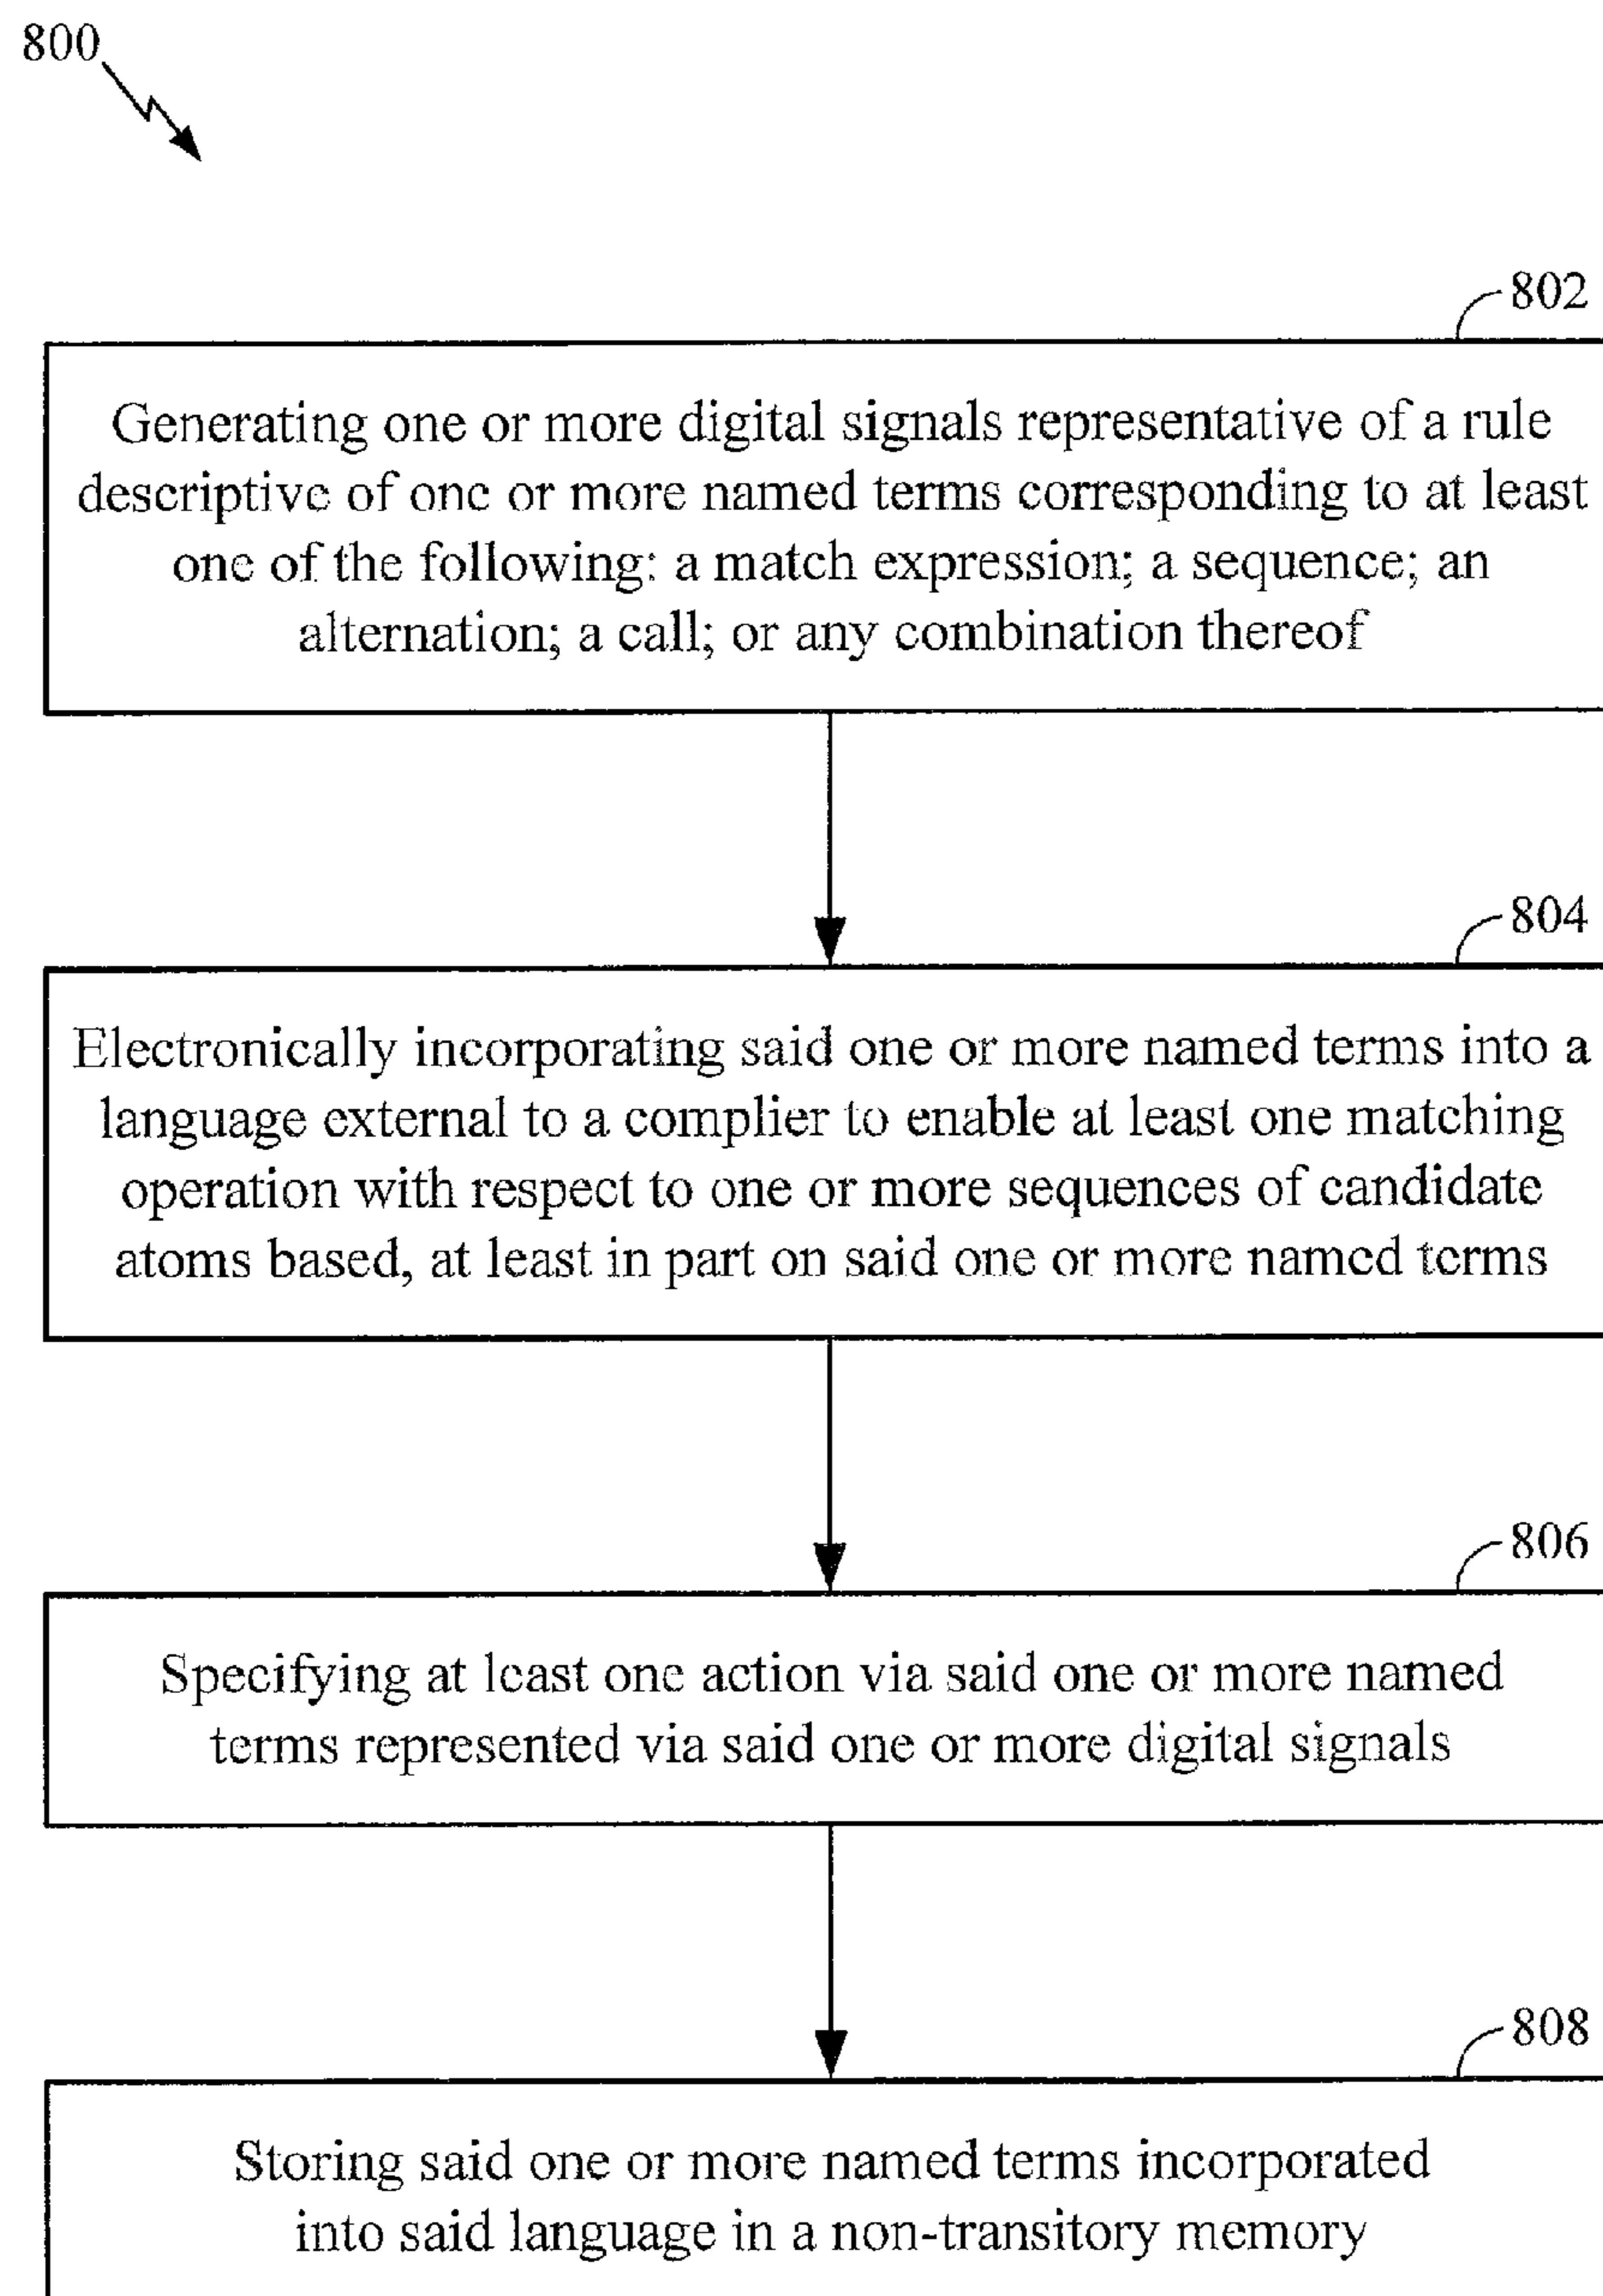 800
802
Generating one or more digital signals representative of a rule
descriptive of one or more named terms corresponding to at least
one of the following: a match expression; a sequence; an
alternation; a call; or any combination thereof
804
Electronically incorporating said one or more named terms into a
language external to a complier to enable at least one matching
operation with respect to one or more sequences of candidate
atoms based, at least in part on said one or more named terms
806
Specifying at least one action via said one or more named
terms represented via said one or more digital signals
808
Storing said one or more named terms incorporated
into said language in a non-transitory memory